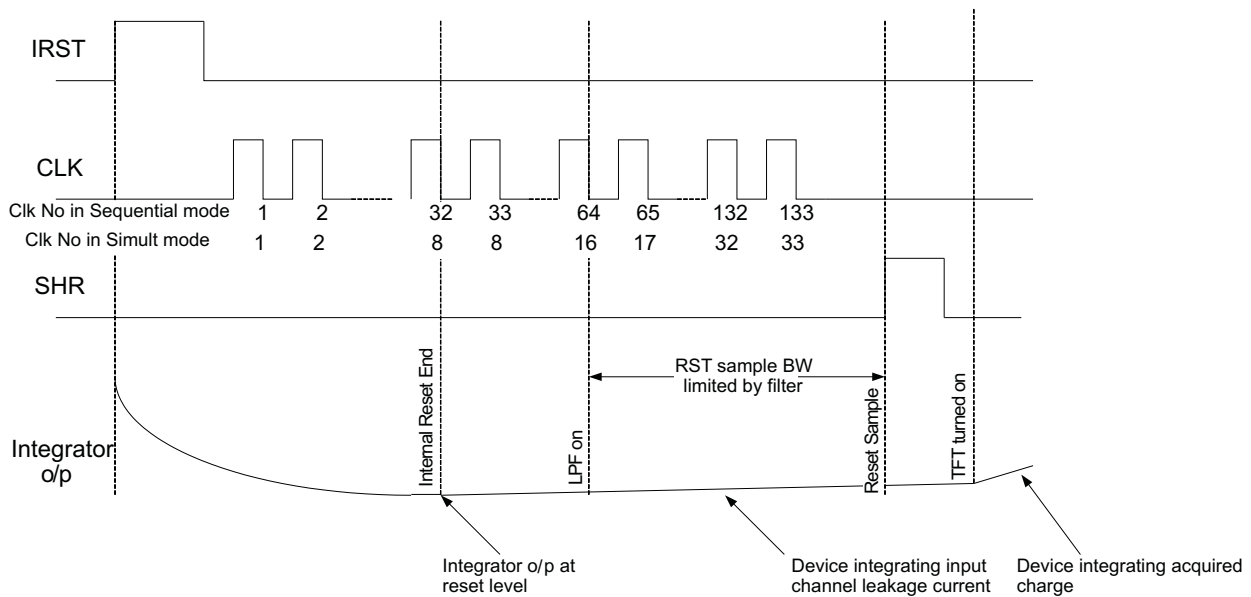 IRST
CLK
Clk No in Sequential mode 1 2 32 33 64 65 132 133
Clk No in Simult mode 1 2 8 8 16 17 32 33
SHR
Internal Reset End
LPF on
RST sample BW
limited by filter
Reset Sample
TFT turned on
Integrator
o/p
Integrator o/p at
reset level
Device integrating input
channel leakage current
Device integrating acquired
charge